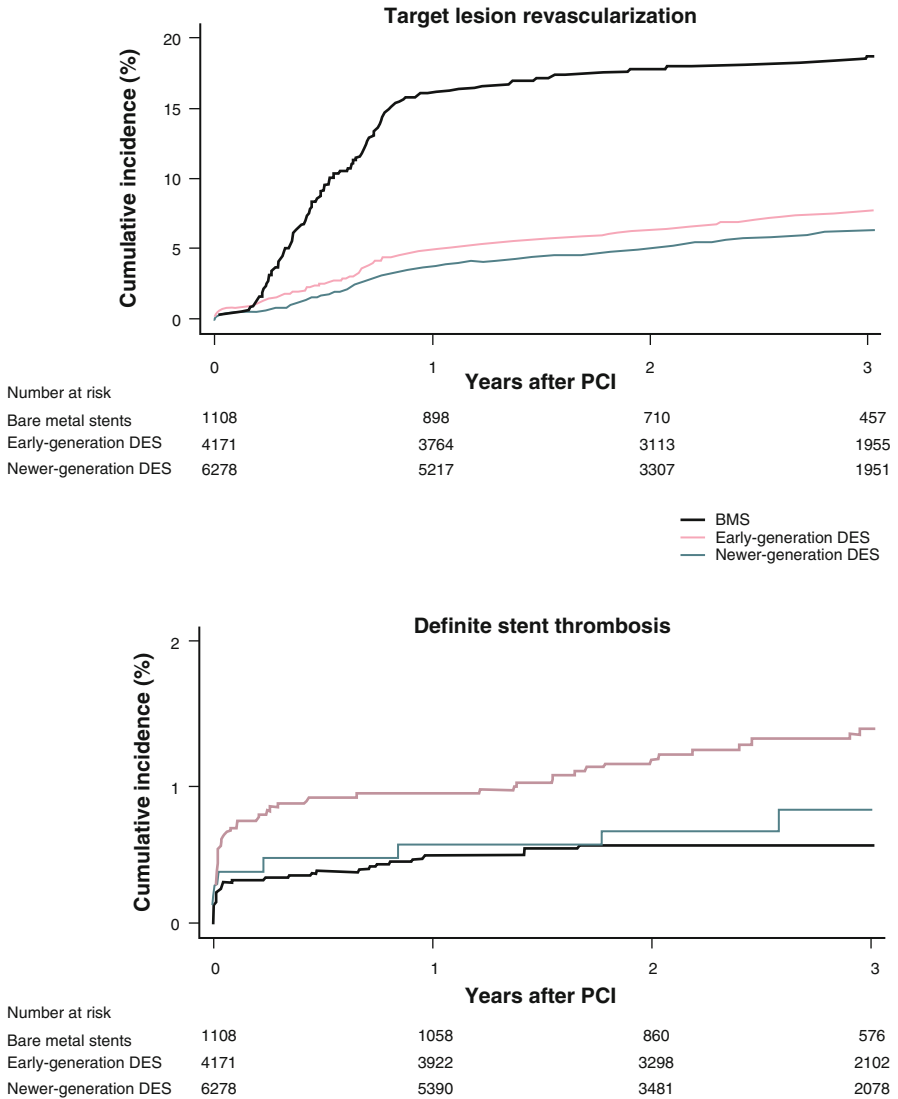 Target lesion revascularization
Cumulative incidence (%)
20
15
10
5
0
0 1 2 3
Years after PCI
Number at risk
Bare metal stents 1108 898 710 457
Early-generation DES 4171 3764 3113 1955
Newer-generation DES 6278 5217 3307 1951
BMS
Early-generation DES
Newer-generation DES
Definite stent thrombosis
Cumulative incidence (%)
2
1
0
0 1 2 3
Years after PCI
Number at risk
Bare metal stents 1108 1058 860 576
Early-generation DES 4171 3922 3298 2102
Newer-generation DES 6278 5390 3481 2078